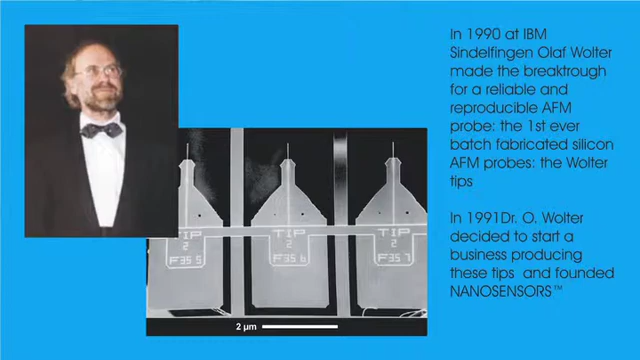 In 1990 at IBM
Sindelfingen Olaf Wolter
made the breaktrough
for a reliable and
reproducible AFM
probe: the 1st ever
batch fabricated silicon
AFM probes: the Wolter
tips
In 1991Dr. O. Wolter
decided to start a
business producing
these tips and founded
NANOSENSORS™
TIP TIP TIP
2 2 2
F35 5 F35 6 F35 7
2 µm